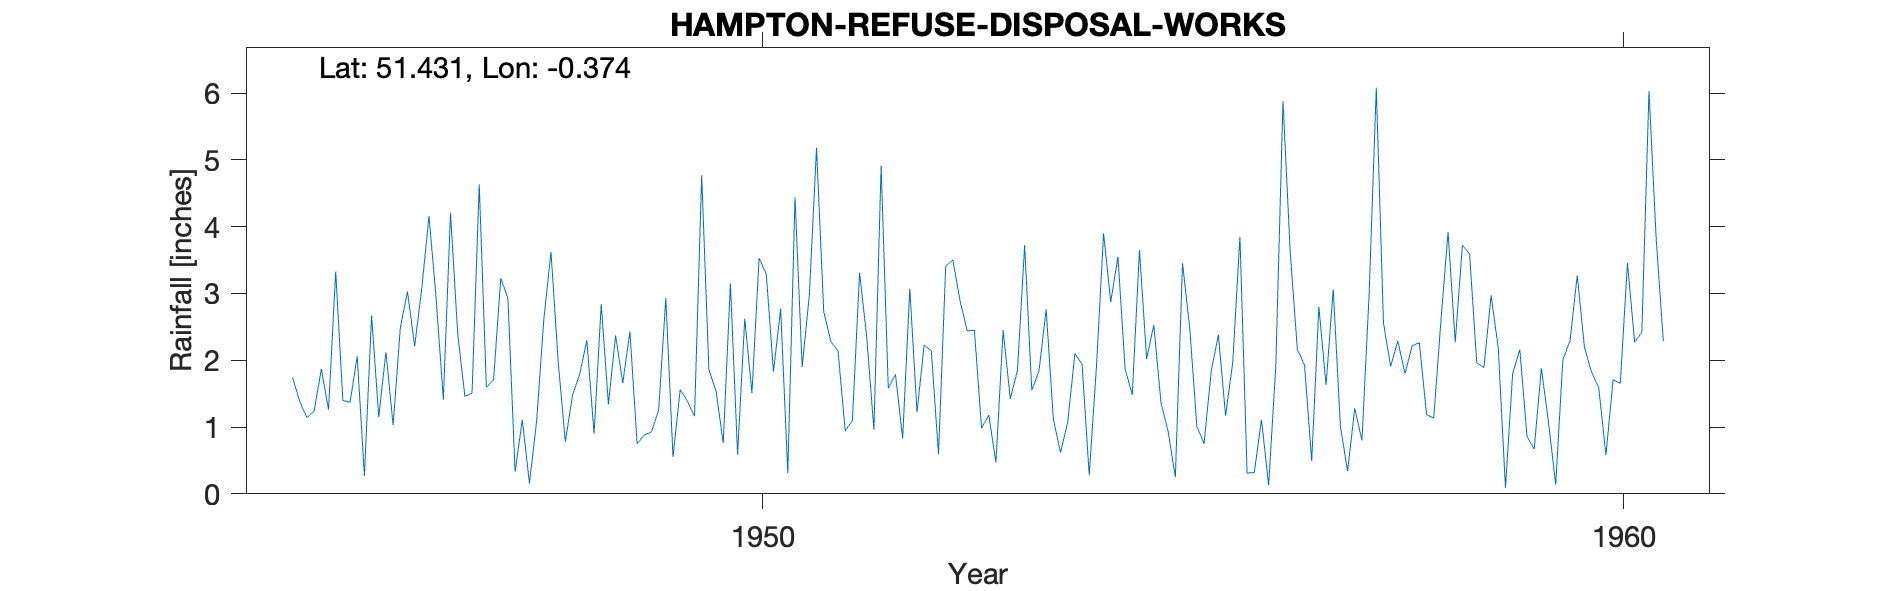 HAMPTON-REFUSE-DISPOSAL-WORKS
Lat: 51.431, Lon: -0.374
Rainfall [inches]
6
5
4
3
2
1
0
1950 1960
Year